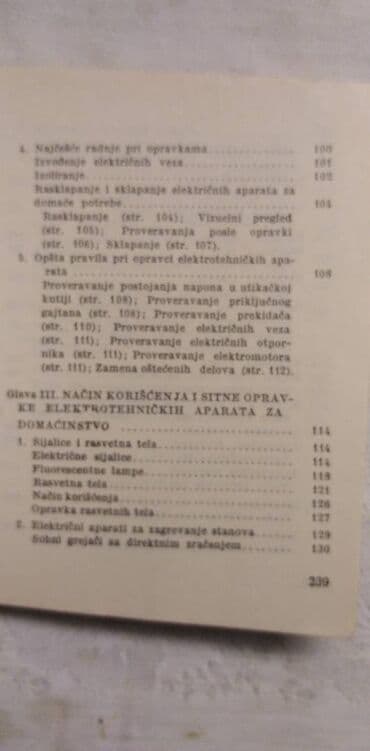 4. Najčešće radnje pri opravkama 100
Izvođenje električnih veza 101
Izoliranje 102
Rasklapanje i sklapanje električnih aparata za
domaće potrebe 104
Rasklapanje (str. 104); Vizuelni pregled
(str. 105); Proveravanja posle opravki
(str. 106); Sklapanje (str. 107).
5. Opšta pravila pri opravci elektrotehničkih apa-
rata 108
Proveravanje postojanja napona u utikačkoj
kutiji (str. 108); Proveravanje priključnog
gajtana (str. 108); Proveravanje prekidača
(str. 110); Proveravanje električnih veza
(str. 111); Proveravanje električnih otpor-
nika (str. 111); Proveravanje elektromotora
(str. 111); Zamena oštećenih delova (str. 112).
Glava III. NAČIN KORIŠĆENJA I SITNE OPRAV-
KE ELEKTROTEHNIČKIH APARATA ZA
DOMAĆINSTVO 114
1. Sijalice i rasvetna tela 114
Električne sijalice 114
Fluorescentne lampe 118
Rasvetna tela 121
Način korišćenja 126
Opravka rasvetnih tela 127
2. Električni aparati za zagrevanje stanova 129
Sobni grejači sa direktnim zračenjem 130
239